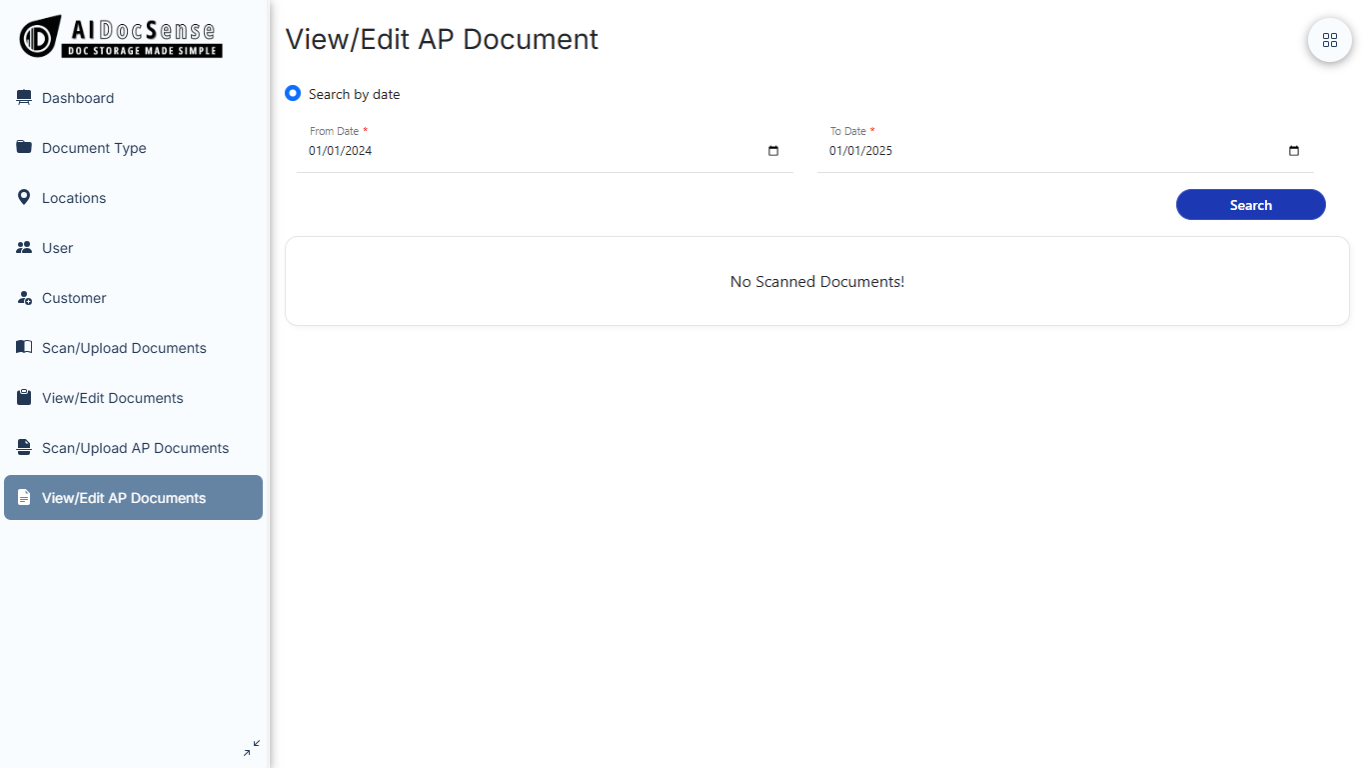 AIDocSense
DOC STORAGE MADE SIMPLE
Dashboard
Document Type
Locations
User
Customer
Scan/Upload Documents
View/Edit Documents
Scan/Upload AP Documents
View/Edit AP Documents
View/Edit AP Document
Search by date
From Date *
01/01/2024
To Date *
01/01/2025
Search
No Scanned Documents!